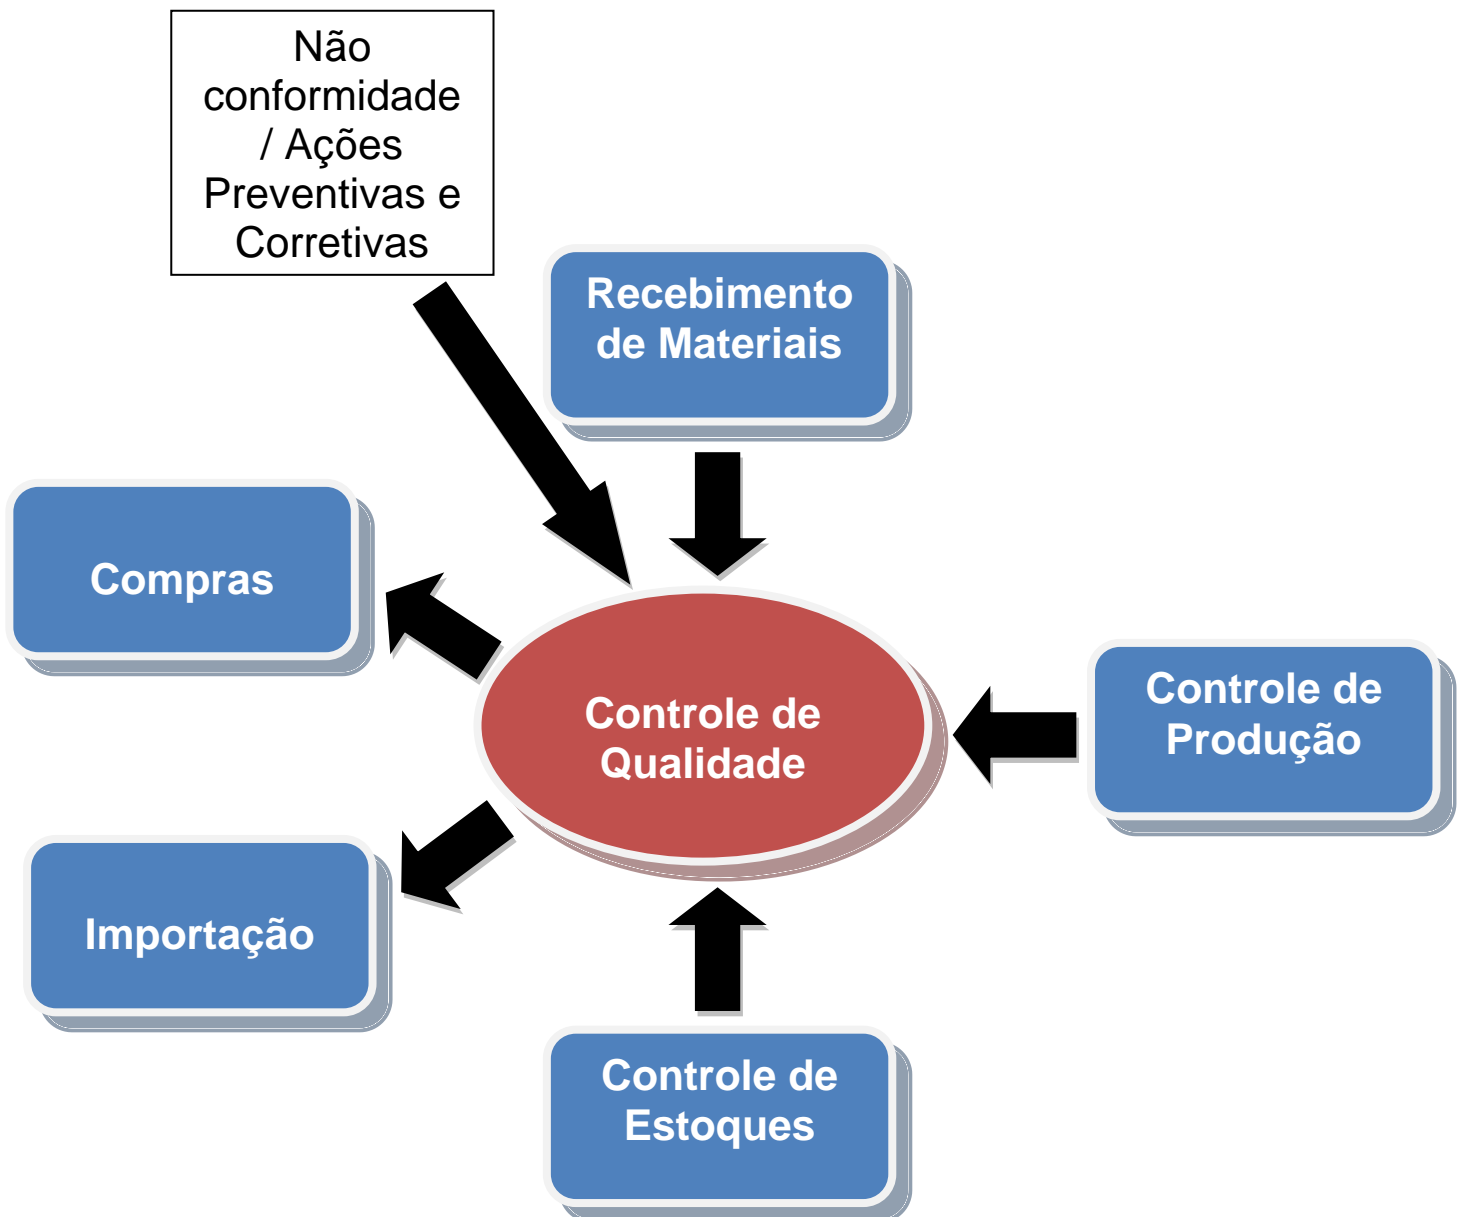 Não
conformidade
/ Ações
Preventivas e
Corretivas
Recebimento
de Materiais
Compras
Controle de
Qualidade
Controle de
Produção
Importação
Controle de
Estoques